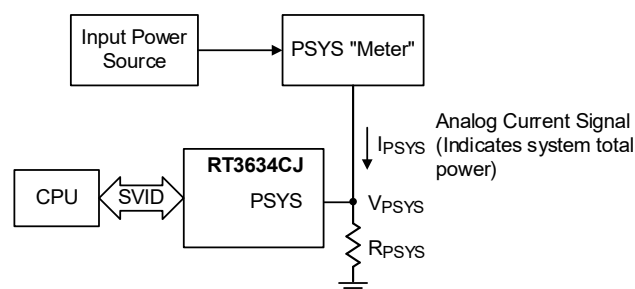 Input Power
Source
PSYS "Meter"
Analog Current Signal
(Indicates system total
power)
IPSYS
RT3634CJ
CPU
SVID
PSYS
VPSYS
RPSYS